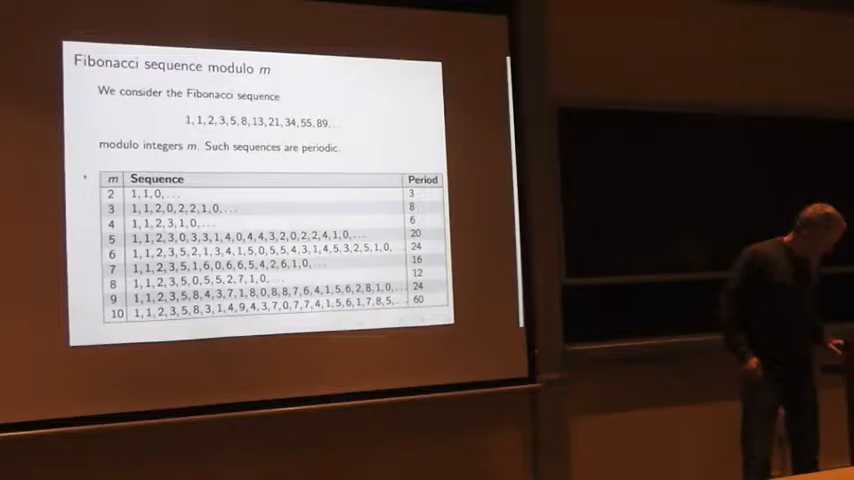 Fibonacci sequence modulo m
We consider the Fibonacci sequence
1, 1, 2, 3, 5, 8, 13, 21, 34, 55, 89...
modulo integers m. Such sequences are periodic.
m Sequence Period
2 1, 1, 0, ... 3
3 1, 1, 2, 0, 2, 2, 1, 0, ... 8
4 1, 1, 2, 3, 1, 0, ... 6
5 1, 1, 2, 3, 0, 3, 3, 1, 4, 0, 4, 4, 3, 2, 0, 2, 2, 4, 1, 0, ... 20
6 1, 1, 2, 3, 5, 2, 1, 3, 4, 1, 5, 0, 5, 5, 4, 3, 1, 4, 5, 3, 2, 5, 1, 0, ... 24
7 1, 1, 2, 3, 5, 1, 6, 0, 6, 6, 5, 4, 2, 6, 1, 0, ... 16
8 1, 1, 2, 3, 5, 0, 5, 5, 2, 7, 1, 0, ... 12
9 1, 1, 2, 3, 5, 8, 4, 3, 7, 1, 8, 0, 8, 8, 7, 6, 4, 1, 5, 6, 2, 8, 1, 0, ... 24
10 1, 1, 2, 3, 5, 8, 3, 1, 4, 9, 4, 3, 7, 0, 7, 7, 4, 1, 5, 6, 1, 7, 8, 5, ... 60